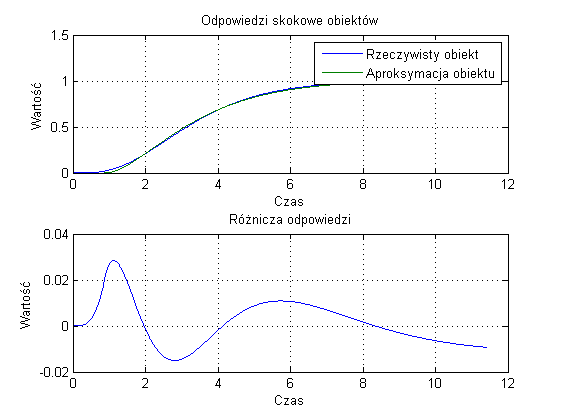 Odpowiedzi skokowe obiektów
1.5
1
0.5
0
Wartość
Rzeczywisty obiekt
Aproksymacja obiektu
0 2 4 6 8 10 12
Czas
Różnicza odpowiedzi
0.04
0.02
0
-0.02
Wartość
0 2 4 6 8 10 12
Czas